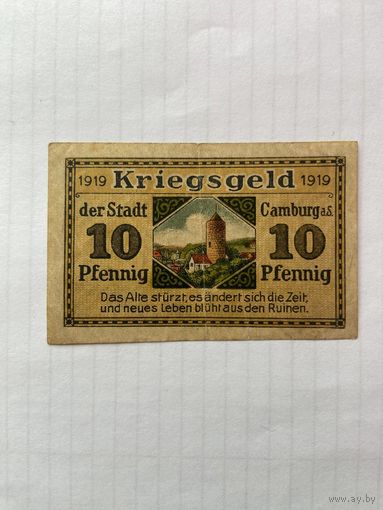 1919 Kriegsgeld 1919
der Stadt Camburg a.S.
10 10
Pfennig Pfennig
Das Alte stürzt, es ändert sich die Zeit,
und neues Leben blüht aus den Ruinen.
www.ay.by